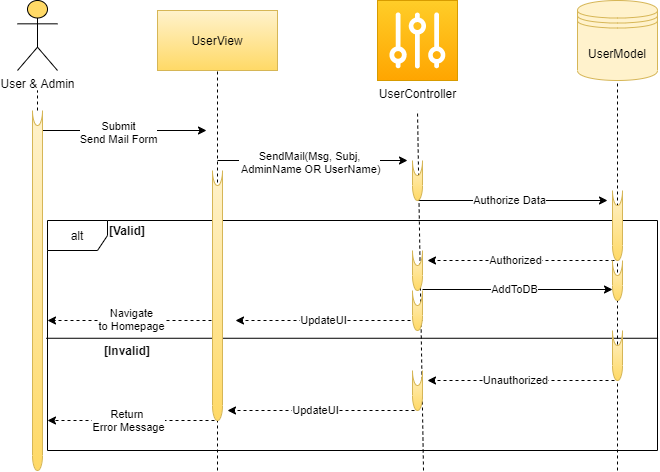 User & Admin
UserView
UserController
UserModel
Submit
Send Mail Form
SendMail(Msg, Subj,
AdminName OR UserName)
Authorize Data
alt
[Valid]
Authorized
AddToDB
Navigate
to Homepage
UpdateUI
[Invalid]
Unauthorized
UpdateUI
Return
Error Message